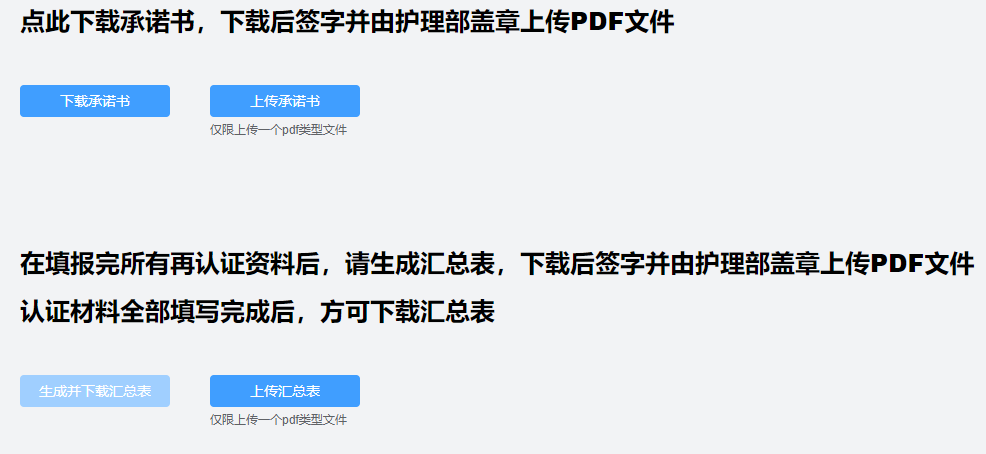 点此下载承诺书，下载后签字并由护理部盖章上传PDF文件
下载承诺书
上传承诺书
仅限上传一个pdf类型文件
在填报完所有再认证资料后，请生成汇总表，下载后签字并由护理部盖章上传PDF文件
认证材料全部填写完成后，方可下载汇总表
生成并下载汇总表
上传汇总表
仅限上传一个pdf类型文件